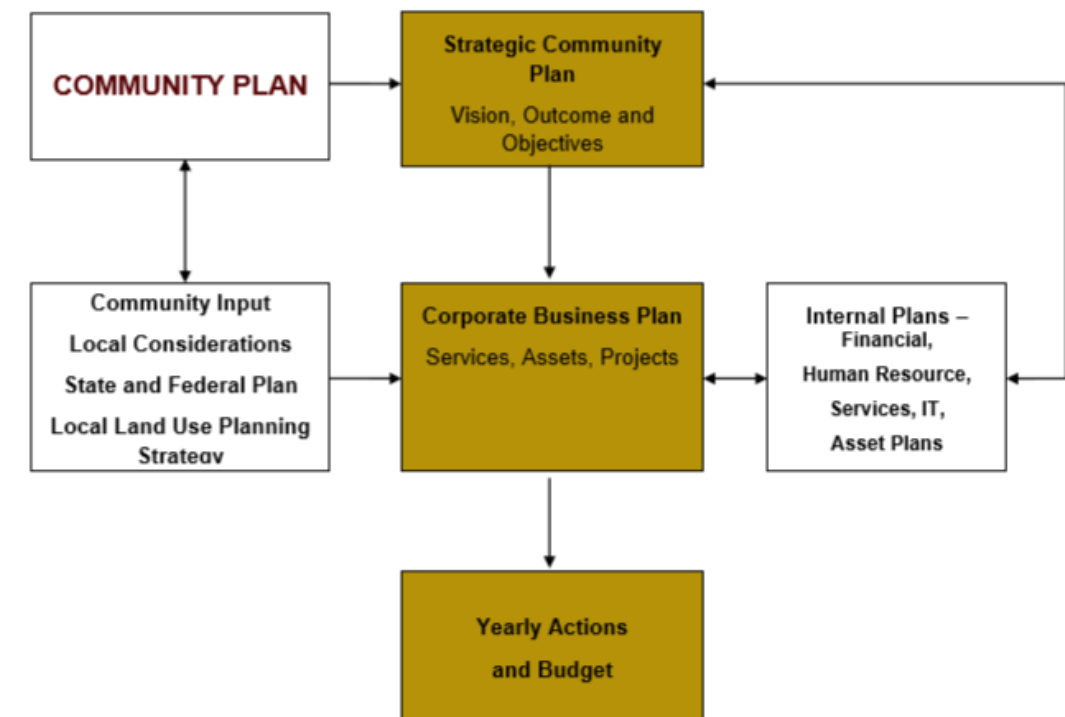 COMMUNITY PLAN
Strategic Community
Plan
Vision, Outcome and
Objectives
Community Input
Local Considerations
State and Federal Plan
Local Land Use Planning
Strategy
Corporate Business Plan
Services, Assets, Projects
Internal Plans –
Financial,
Human Resource,
Services, IT,
Asset Plans
Yearly Actions
and Budget